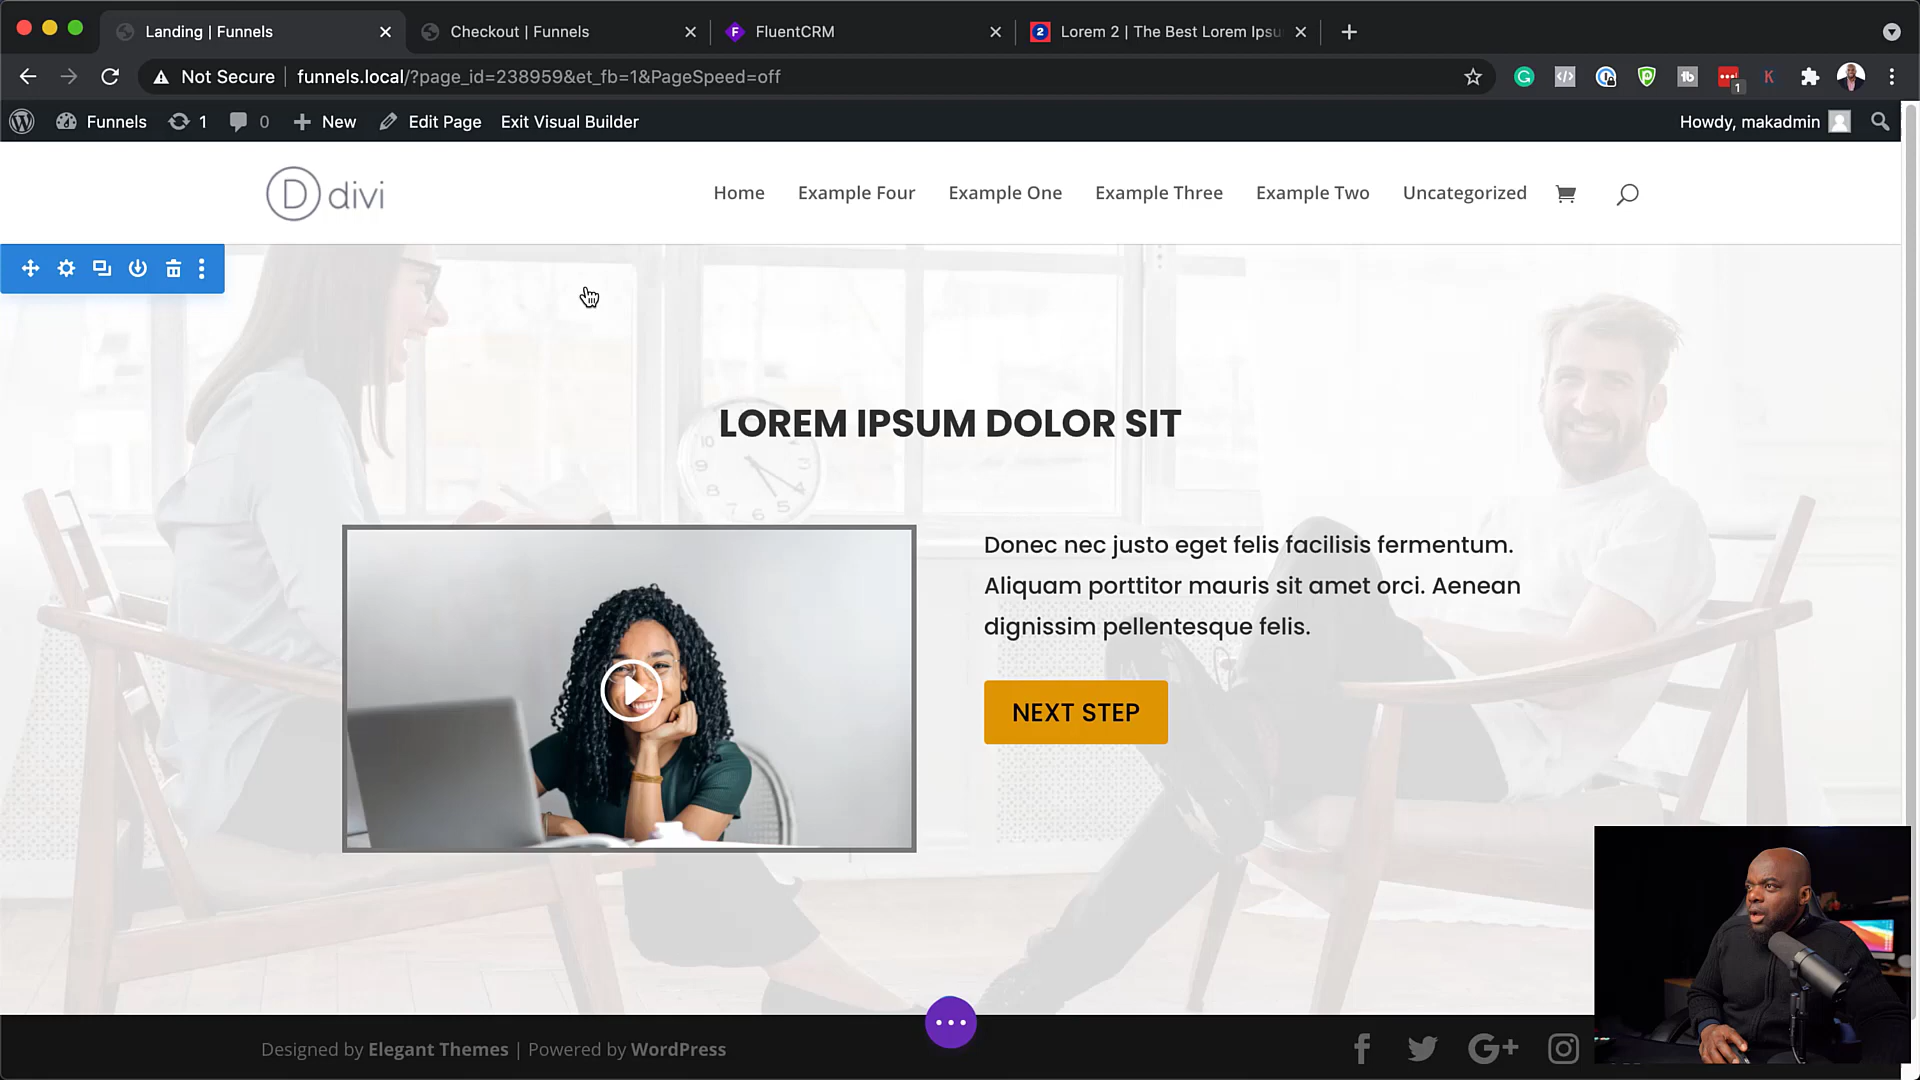 Landing | Funnels
Checkout | Funnels
FluentCRM
2
Lorem 2 | The Best Lorem Ipsu
Not Secure
funnels.local/?page_id=238959&et_fb=1&PageSpeed=off
1
Funnels
1
0
New
Edit Page
Exit Visual Builder
Howdy, makadmin
D divi
Home
Example Four
Example One
Example Three
Example Two
Uncategorized
LOREM IPSUM DOLOR SIT
Donec nec justo eget felis facilisis fermentum.
Aliquam porttitor mauris sit amet orci. Aenean
dignissim pellentesque felis.
NEXT STEP
Designed by Elegant Themes | Powered by WordPress